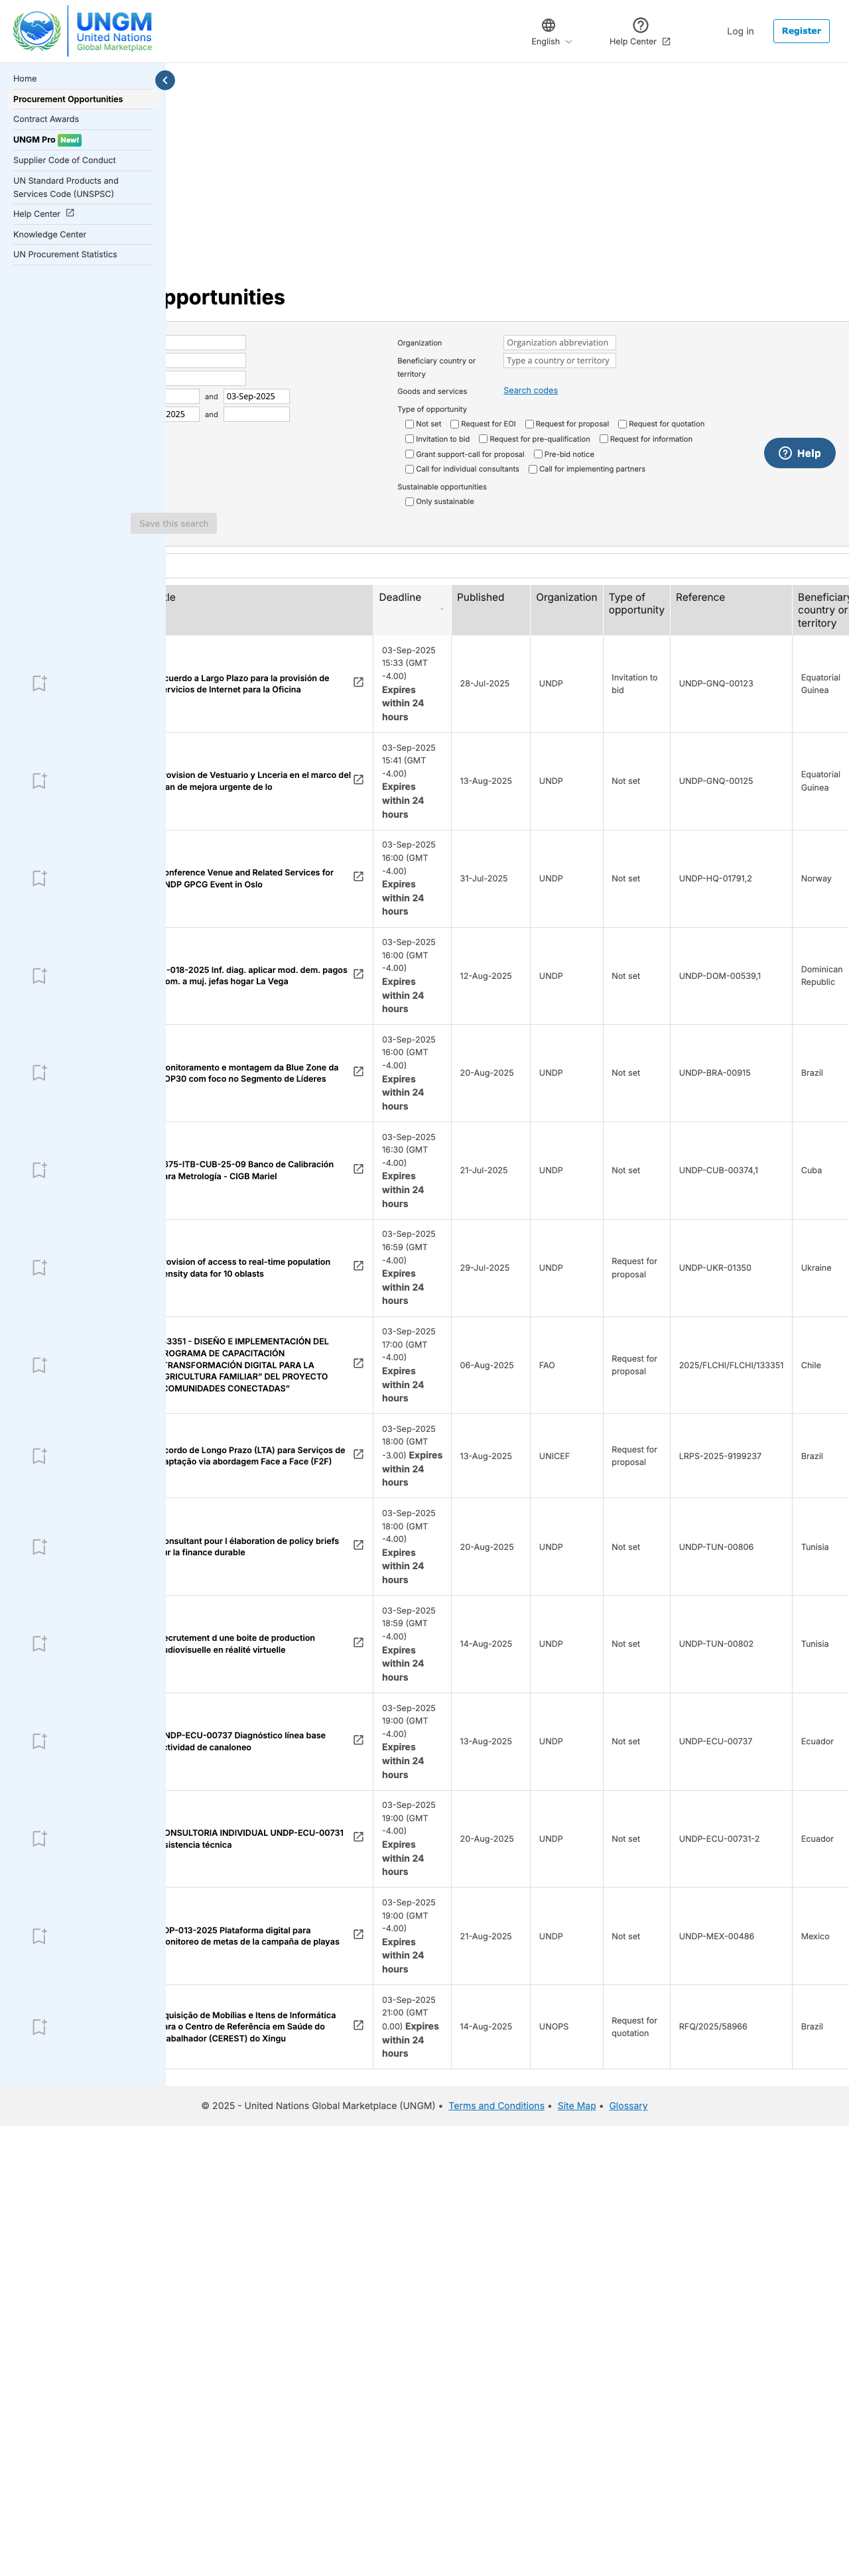 UNGM
United Nations
Global Marketplace
English
Help Center
Log in
Register
Home
Procurement Opportunities
Contract Awards
UNGM Pro New!
Supplier Code of Conduct
UN Standard Products and
Services Code (UNSPSC)
Help Center
Knowledge Center
UN Procurement Statistics
pportunities
Organization
Organization abbreviation
Beneficiary country or
territory
Type a country or territory
and 03-Sep-2025
Goods and services
Search codes
2025 and
Type of opportunity
Not set Request for EOI Request for proposal Request for quotation
Invitation to bid Request for pre-qualification Request for information
Grant support-call for proposal Pre-bid notice
Call for individual consultants Call for implementing partners
Sustainable opportunities
Only sustainable
Help
Save this search
tle
Deadline
Published
Organization
Type of
opportunity
Reference
Beneficiary
country or
territory
cuerdo a Largo Plazo para la provisión de
ervicios de Internet para la Oficina
03-Sep-2025
15:33 (GMT
-4.00)
Expires
within 24
hours
28-Jul-2025
UNDP
Invitation to
bid
UNDP-GNQ-00123
Equatorial
Guinea
rovision de Vestuario y Lnceria en el marco del
an de mejora urgente de lo
03-Sep-2025
15:41 (GMT
-4.00)
Expires
within 24
hours
13-Aug-2025
UNDP
Not set
UNDP-GNQ-00125
Equatorial
Guinea
onference Venue and Related Services for
NDP GPCG Event in Oslo
03-Sep-2025
16:00 (GMT
-4.00)
Expires
within 24
hours
31-Jul-2025
UNDP
Not set
UNDP-HQ-01791,2
Norway
-018-2025 Inf. diag. aplicar mod. dem. pagos
om. a muj. jefas hogar La Vega
03-Sep-2025
16:00 (GMT
-4.00)
Expires
within 24
hours
12-Aug-2025
UNDP
Not set
UNDP-DOM-00539,1
Dominican
Republic
onitoramento e montagem da Blue Zone da
OP30 com foco no Segmento de Líderes
03-Sep-2025
16:00 (GMT
-4.00)
Expires
within 24
hours
20-Aug-2025
UNDP
Not set
UNDP-BRA-00915
Brazil
675-ITB-CUB-25-09 Banco de Calibración
ara Metrología - CIGB Mariel
03-Sep-2025
16:30 (GMT
-4.00)
Expires
within 24
hours
21-Jul-2025
UNDP
Not set
UNDP-CUB-00374,1
Cuba
rovision of access to real-time population
ensity data for 10 oblasts
03-Sep-2025
16:59 (GMT
-4.00)
Expires
within 24
hours
29-Jul-2025
UNDP
Request for
proposal
UNDP-UKR-01350
Ukraine
33351 - DISEÑO E IMPLEMENTACIÓN DEL
ROGRAMA DE CAPACITACIÓN
TRANSFORMACIÓN DIGITAL PARA LA
GRICULTURA FAMILIAR” DEL PROYECTO
COMUNIDADES CONECTADAS"
03-Sep-2025
17:00 (GMT
-4.00)
Expires
within 24
hours
06-Aug-2025
FAO
Request for
proposal
2025/FLCHI/FLCHI/133351
Chile
cordo de Longo Prazo (LTA) para Serviços de
aptação via abordagem Face a Face (F2F)
03-Sep-2025
18:00 (GMT
-3.00) Expires
within 24
hours
13-Aug-2025
UNICEF
Request for
proposal
LRPS-2025-9199237
Brazil
onsultant pour l élaboration de policy briefs
ur la finance durable
03-Sep-2025
18:00 (GMT
-4.00)
Expires
within 24
hours
20-Aug-2025
UNDP
Not set
UNDP-TUN-00806
Tunisia
ecrutement d une boite de production
udiovisuelle en réalité virtuelle
03-Sep-2025
18:59 (GMT
-4.00)
Expires
within 24
hours
14-Aug-2025
UNDP
Not set
UNDP-TUN-00802
Tunisia
NDP-ECU-00737 Diagnóstico línea base
ctividad de canaloneo
03-Sep-2025
19:00 (GMT
-4.00)
Expires
within 24
hours
13-Aug-2025
UNDP
Not set
UNDP-ECU-00737
Ecuador
ONSULTORIA INDIVIDUAL UNDP-ECU-00731
sistencia técnica
03-Sep-2025
19:00 (GMT
-4.00)
Expires
within 24
hours
20-Aug-2025
UNDP
Not set
UNDP-ECU-00731-2
Ecuador
DP-013-2025 Plataforma digital para
onitoreo de metas de la campaña de playas
03-Sep-2025
19:00 (GMT
-4.00)
Expires
within 24
hours
21-Aug-2025
UNDP
Not set
UNDP-MEX-00486
Mexico
quisição de Mobílias e Itens de Informática
ara o Centro de Referência em Saúde do
rabalhador (CEREST) do Xingu
03-Sep-2025
21:00 (GMT
0.00) Expires
within 24
hours
14-Aug-2025
UNOPS
Request for
quotation
RFQ/2025/58966
Brazil
© 2025 - United Nations Global Marketplace (UNGM) • Terms and Conditions • Site Map • Glossary